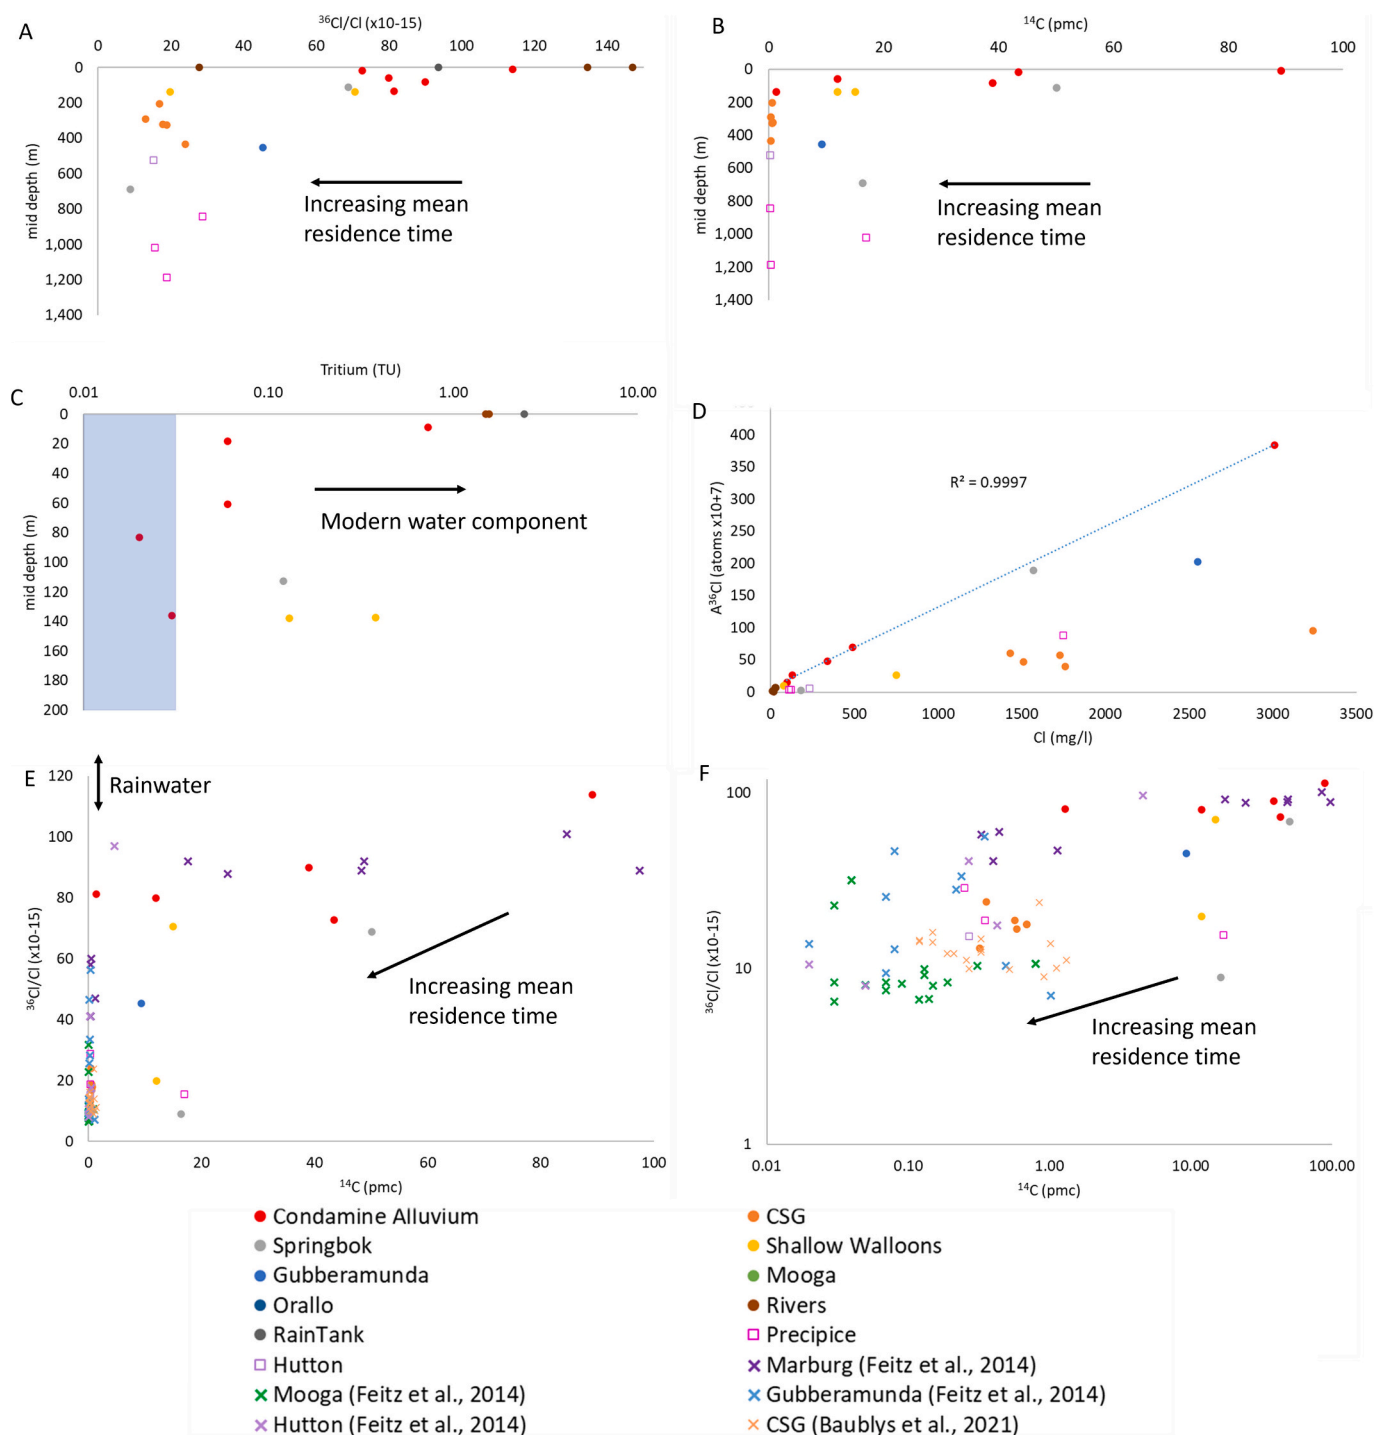 A
³⁶Cl/Cl (x10-15)
0 20 40 60 80 100 120 140
0
200
400
600
800
1,000
1,200
1,400
mid depth (m)
Increasing mean
residence time
B
¹⁴C (pmc)
0 20 40 60 80 100
0
200
400
600
800
1,000
1,200
1,400
mid depth (m)
Increasing mean
residence time
C
Tritium (TU)
0.01 0.10 1.00 10.00
0
20
40
60
80
100
120
140
160
180
200
mid depth (m)
Modern water component
D
400
350
300
250
200
150
100
50
0
A³⁶Cl (atoms x10+7)
R² = 0.9997
0 500 1000 1500 2000 2500 3000 3500
Cl (mg/l)
E
Rainwater
120
100
80
60
40
20
0
³⁶Cl/Cl (x10-15)
Increasing mean
residence time
0 20 40 60 80 100
¹⁴C (pmc)
F
100
10
1
³⁶Cl/Cl (x10-15)
Increasing mean
residence time
0.01 0.10 1.00 10.00 100.00
¹⁴C (pmc)
Condamine Alluvium
CSG
Springbok
Shallow Walloons
Gubberamunda
Mooga
Orallo
Rivers
RainTank
Precipice
Hutton
Marburg (Feitz et al., 2014)
Mooga (Feitz et al., 2014)
Gubberamunda (Feitz et al., 2014)
Hutton (Feitz et al., 2014)
CSG (Baublys et al., 2021)